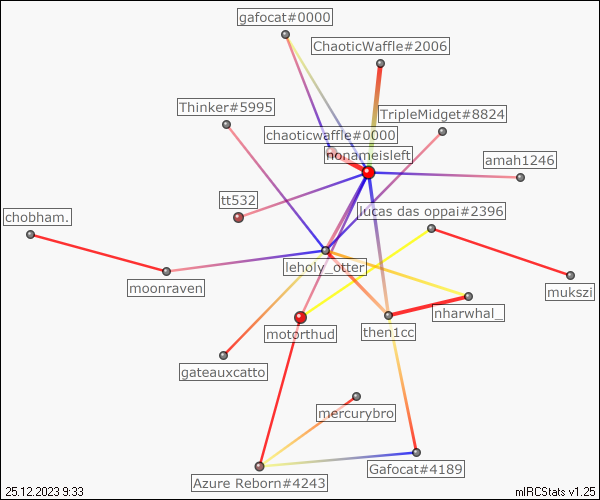 gafocat#0000
ChaoticWaffle#2006
Thinker#5995
TripleMidget#8824
chaoticwaffle#0000
nonameisleft
amah1246
tt532
lucas das oppai#2396
chobham.
leholy_otter
moonraven
mukszi
nharwhal_
motorthud
then1cc
gateauxcatto
mercurybro
Gafocat#4189
Azure Reborn#4243
25.12.2023 9:33
mIRCStats v1.25